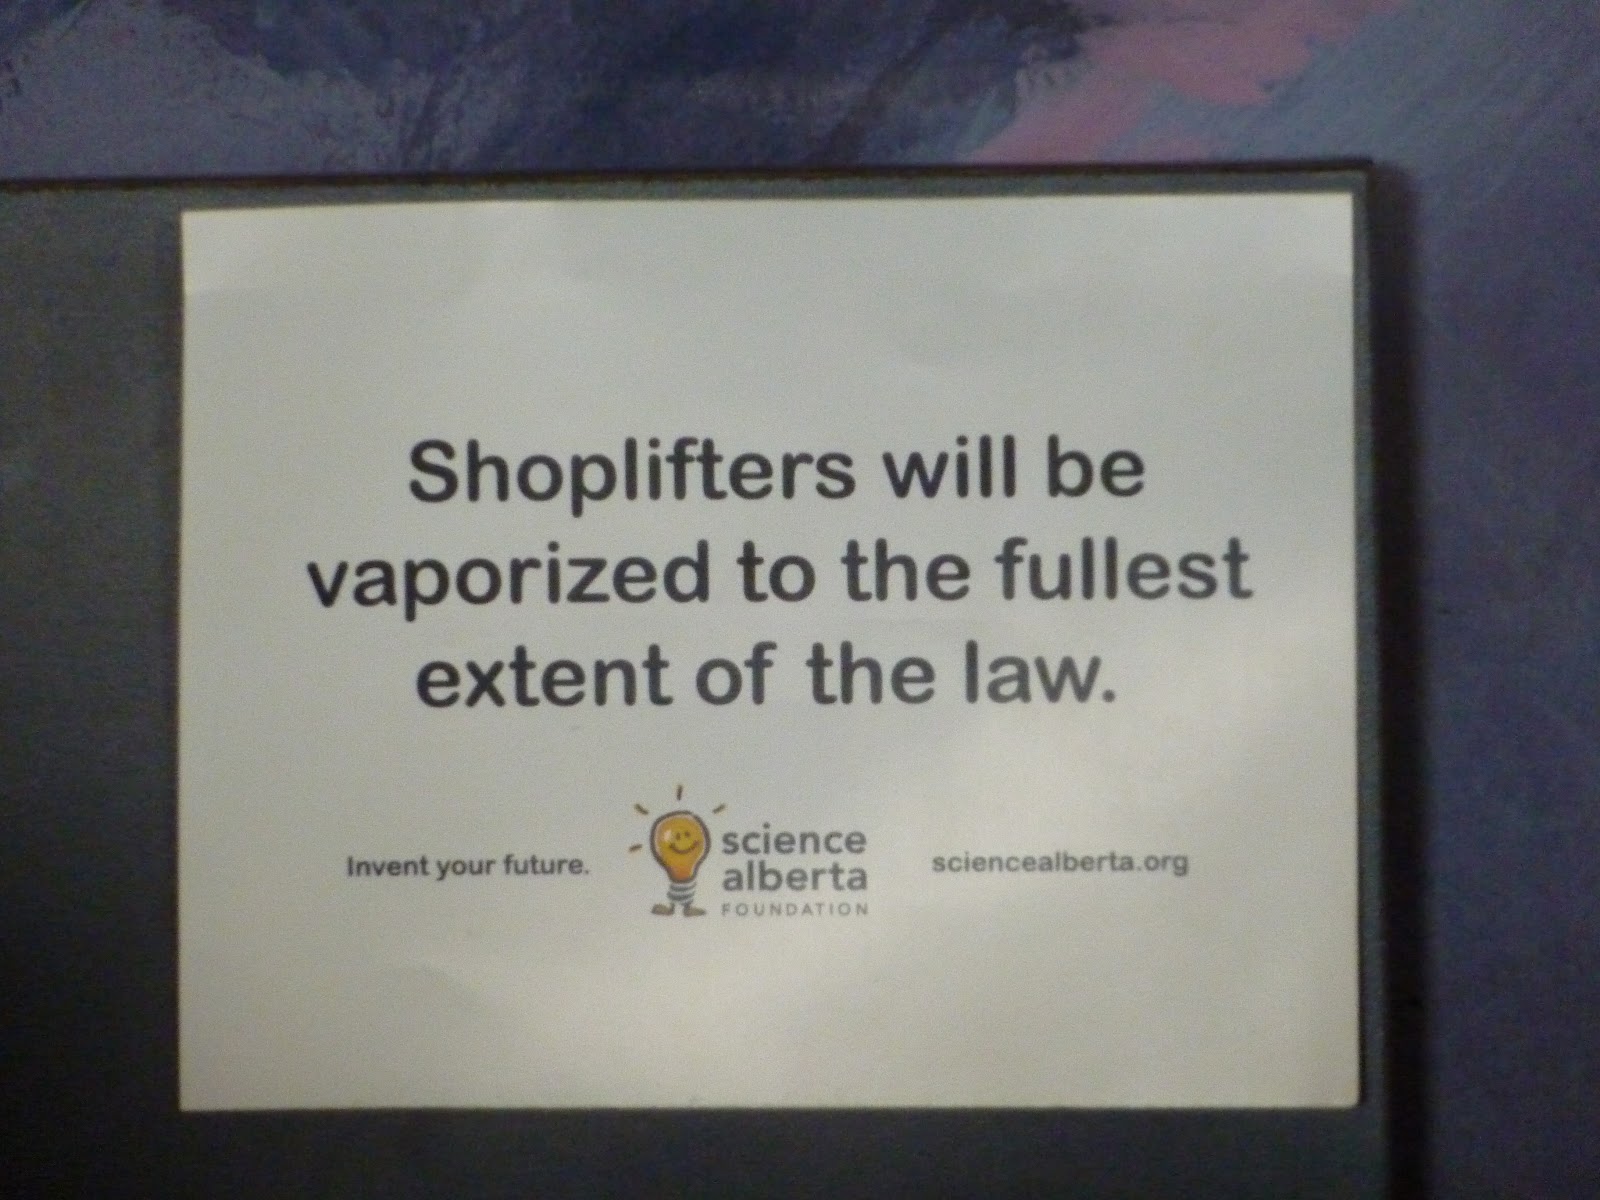 Shoplifters will be
vaporized to the fullest
extent of the law.
Invent your future.
science
alberta
FOUNDATION
sciencealberta.org